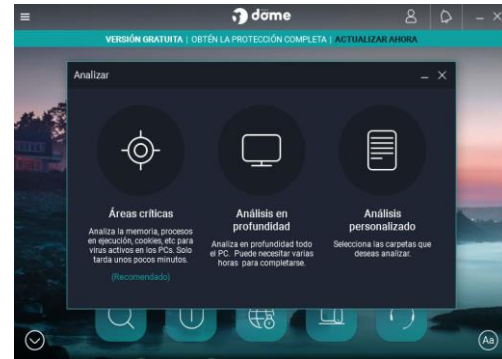 dome
VERSIÓN GRATUITA | OBTÉN LA PROTECCIÓN COMPLETA | ACTUALIZAR AHORA
Analizar
Áreas críticas
Analiza la memoria, procesos
en ejecución, cookies, etc para
virus activos en los PCs. Solo
tarda unos pocos minutos.
(Recomendado)
Análisis en
profundidad
Analiza en profundidad todo
el PC. Puede necesitar varias
horas para completarse.
Análisis
personalizado
Selecciona las carpetas que
deseas analizar.
Aa